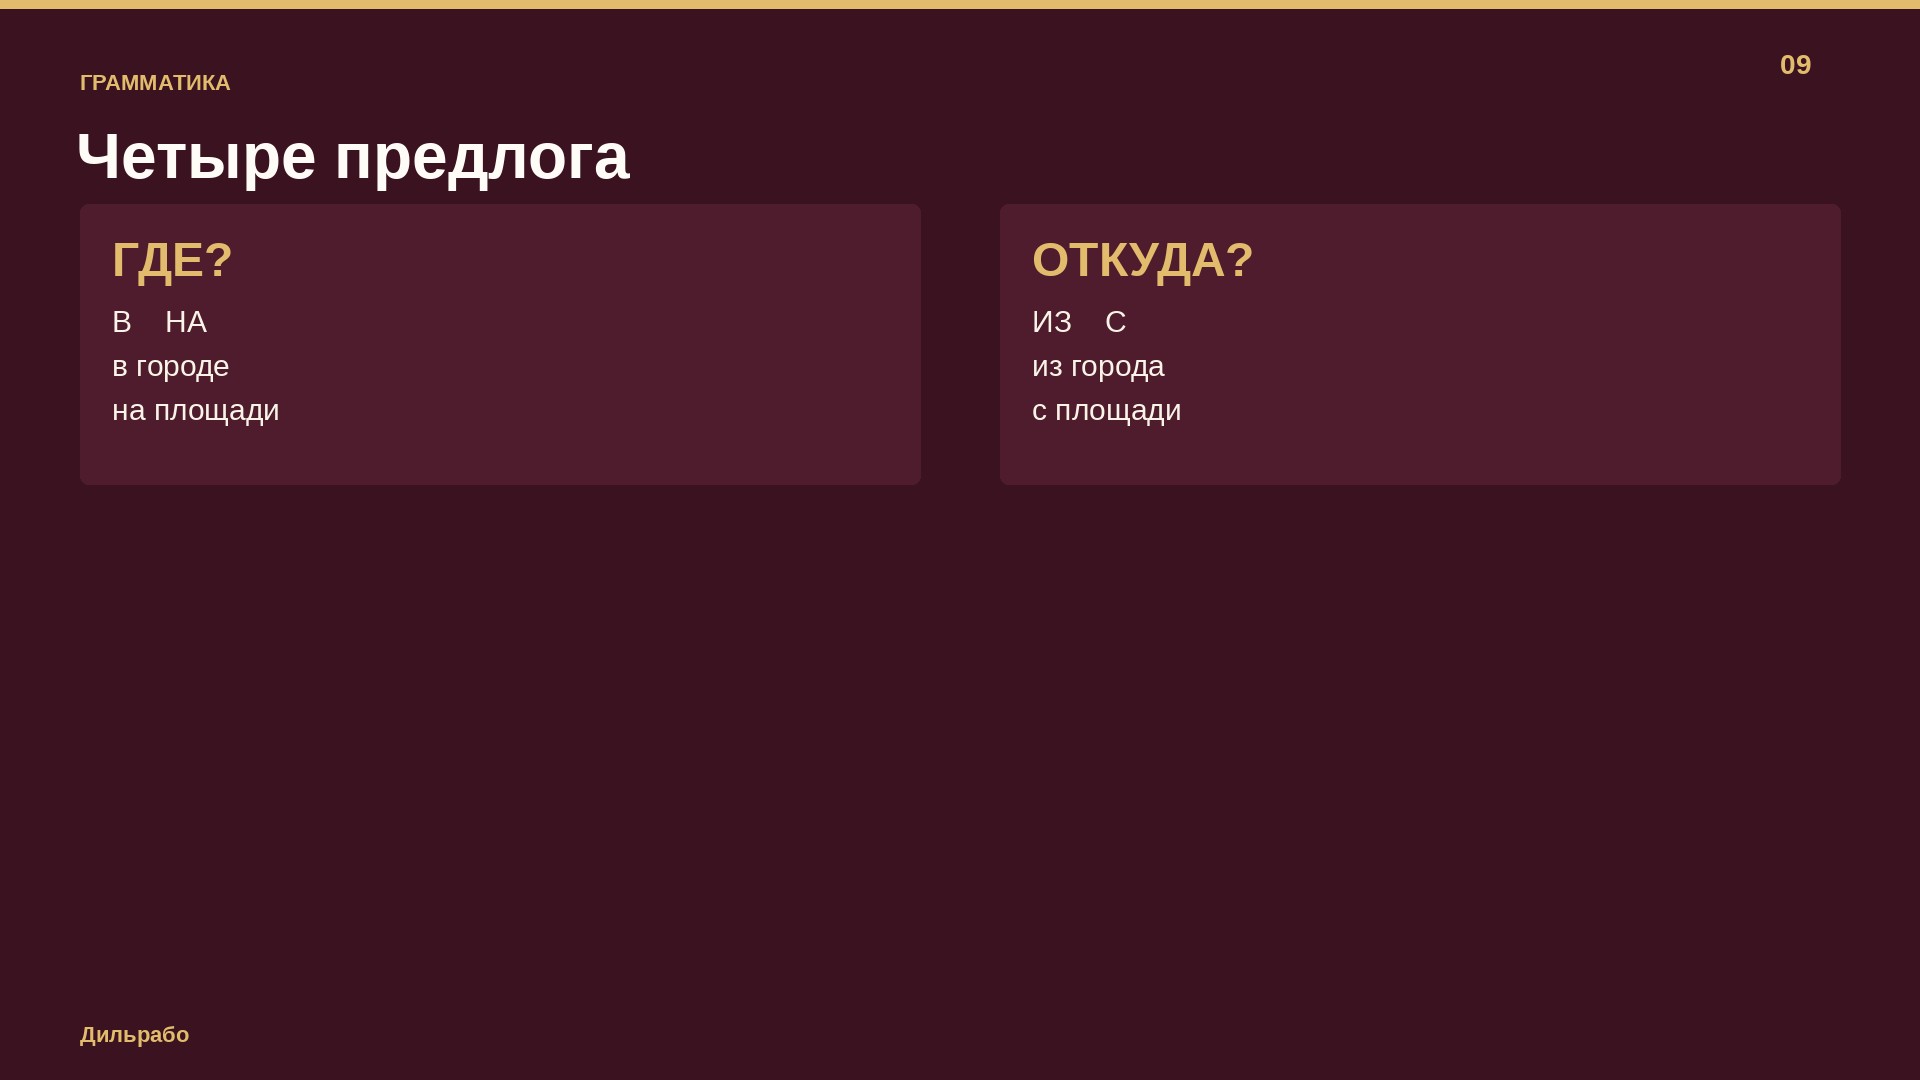 ГРАММАТИКА
09
Четыре предлога
ГДЕ?
В НА
в городе
на площади
ОТКУДА?
ИЗ С
из города
с площади
Дильрабо